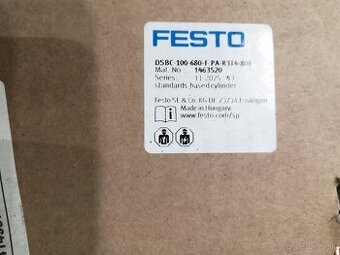 FESTO
DSBC-100-680-F-PA-R3T4-80E
Mat. No.: 1463520
Series:
standards-based cylinder
Festo SE & Co. KG DE-73734 Esslingen
Made in Hungary
www.festo.com/sp